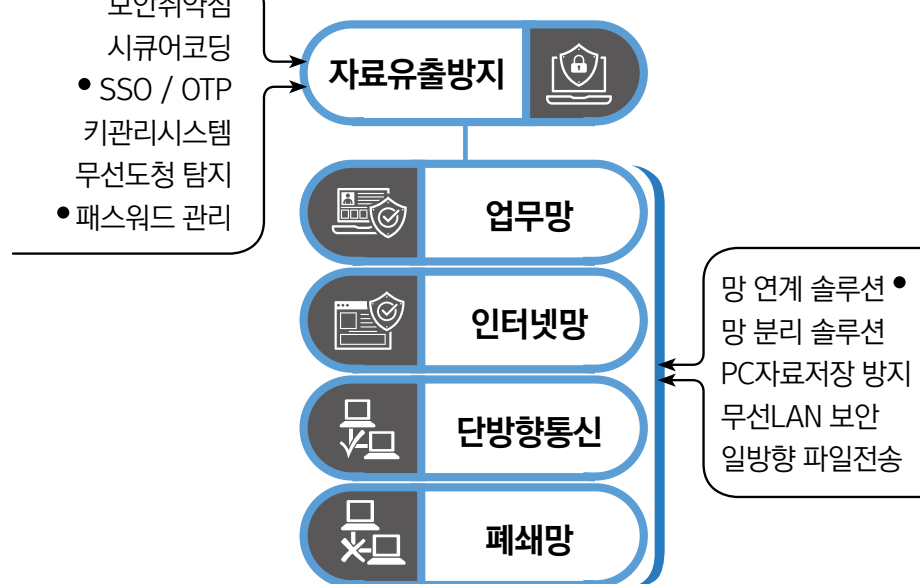 보안취약점
시큐어코딩
• SSO / OTP
키관리시스템
무선도청 탐지
• 패스워드 관리
자료유출방지
업무망
인터넷망
단방향통신
폐쇄망
망 연계 솔루션 •
망 분리 솔루션
PC자료저장 방지
무선LAN 보안
일방향 파일전송